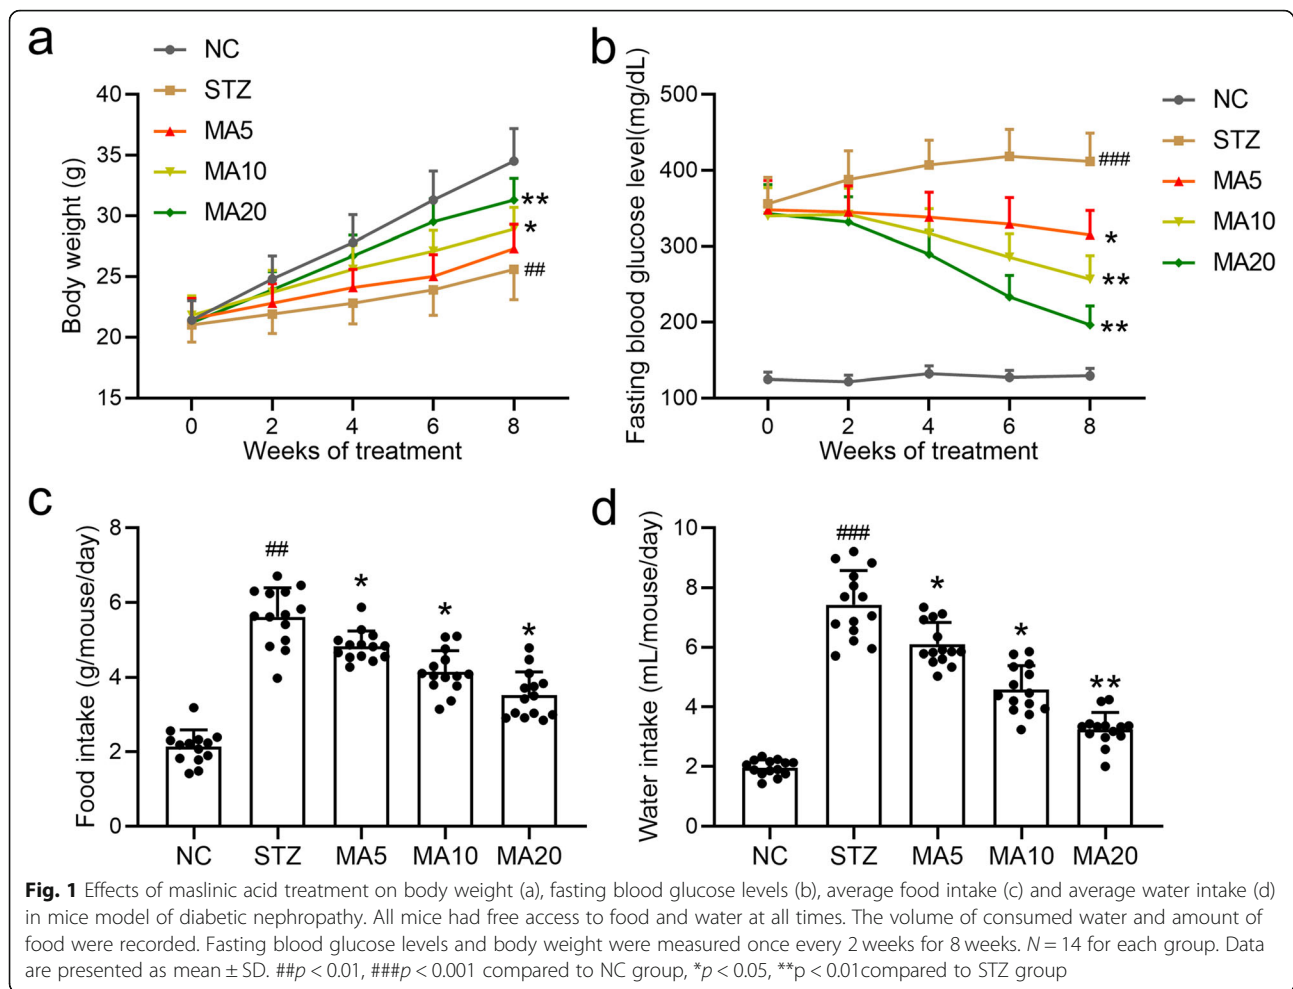 a
NC
STZ
MA5
MA10
MA20
40
35
30
25
20
15
Body weight (g)
**
*
##
0 2 4 6 8
Weeks of treatment
b
500
400
300
200
100
Fasting blood glucose level(mg/dL)
###
*
**
**
0 2 4 6 8
Weeks of treatment
NC
STZ
MA5
MA10
MA20
c
8
6
4
2
0
Food intake (g/mouse/day)
##
*
*
*
NC STZ MA5 MA10 MA20
d
10
8
6
4
2
0
Water intake (mL/mouse/day)
###
*
*
**
NC STZ MA5 MA10 MA20
Fig. 1 Effects of maslinic acid treatment on body weight (a), fasting blood glucose levels (b), average food intake (c) and average water intake (d)
in mice model of diabetic nephropathy. All mice had free access to food and water at all times. The volume of consumed water and amount of
food were recorded. Fasting blood glucose levels and body weight were measured once every 2 weeks for 8 weeks. N = 14 for each group. Data
are presented as mean ± SD. ##p < 0.01, ###p < 0.001 compared to NC group, *p < 0.05, **p < 0.01compared to STZ group